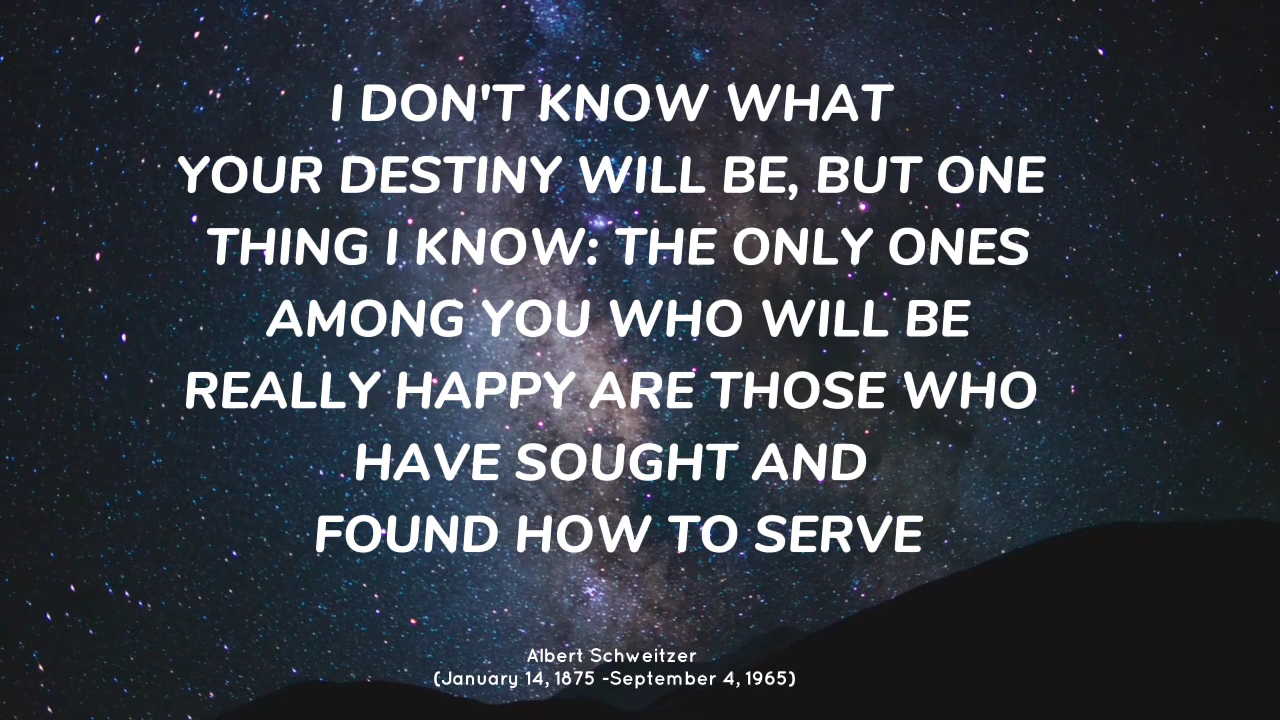 I DON'T KNOW WHAT
YOUR DESTINY WILL BE, BUT ONE
THING I KNOW: THE ONLY ONES
AMONG YOU WHO WILL BE
REALLY HAPPY ARE THOSE WHO
HAVE SOUGHT AND
FOUND HOW TO SERVE
Albert Schweitzer
(January 14, 1875 -September 4, 1965)